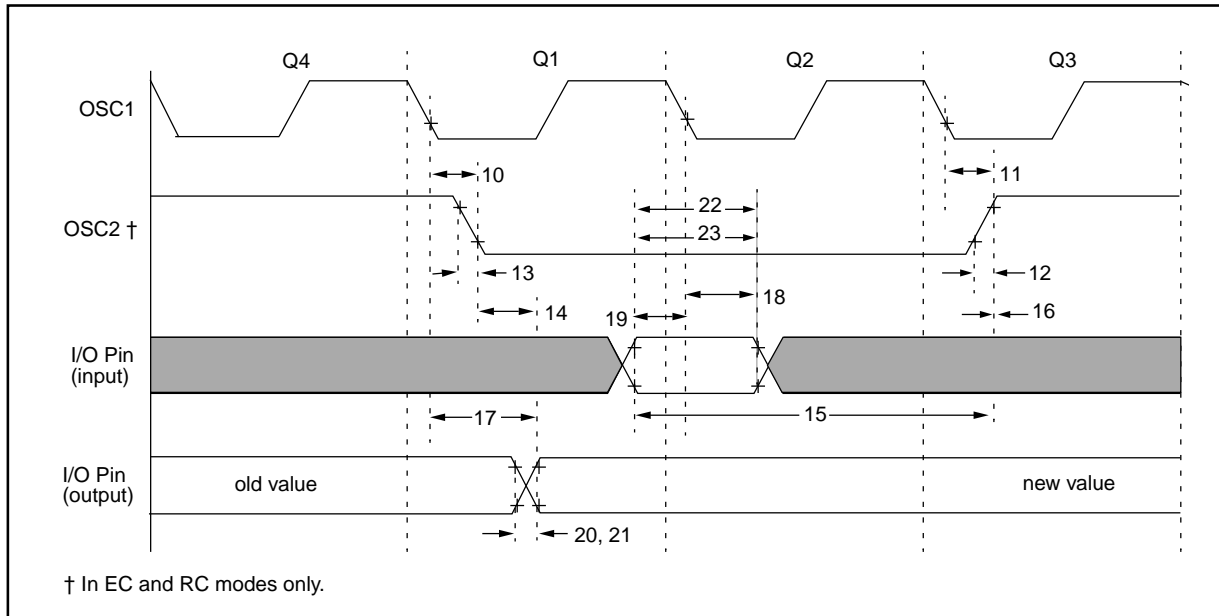 Q4
Q1
Q2
Q3
OSC1
10
11
22
OSC2 †
23
13
12
18
14
19
16
I/O Pin
(input)
17
15
I/O Pin
(output)
old value
new value
20, 21
† In EC and RC modes only.